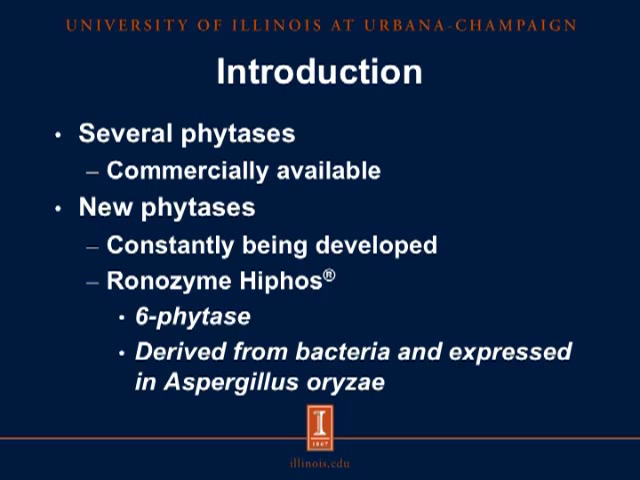 UNIVERSITY OF ILLINOIS AT URBANA-CHAMPAIGN
Introduction
• Several phytases
– Commercially available
• New phytases
– Constantly being developed
– Ronozyme Hiphos®
• 6-phytase
• Derived from bacteria and expressed
in Aspergillus oryzae
I
1867
illinois.edu